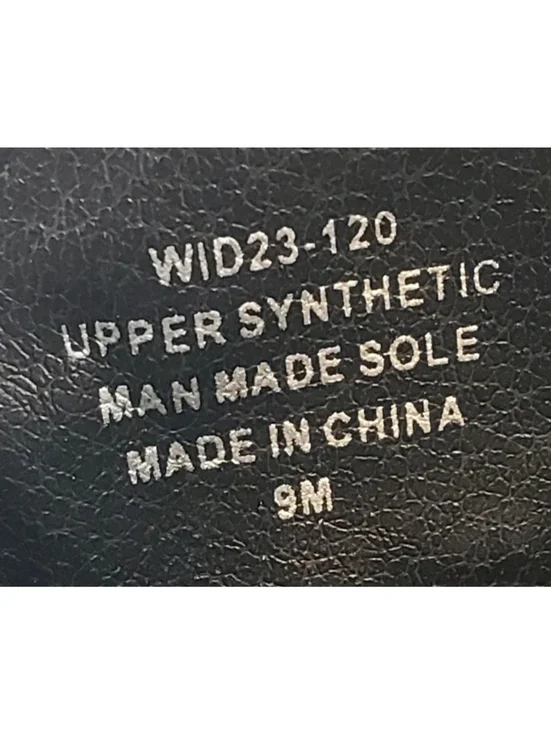 WID23-120
UPPER SYNTHETIC
MAN MADE SOLE
MADE IN CHINA
9M